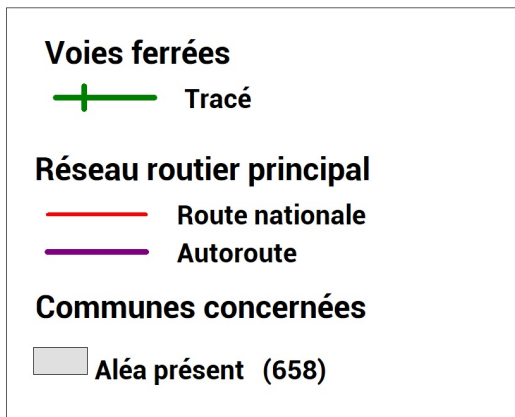 Voies ferrées
Tracé
Réseau routier principal
Route nationale
Autoroute
Communes concernées
Aléa présent (658)